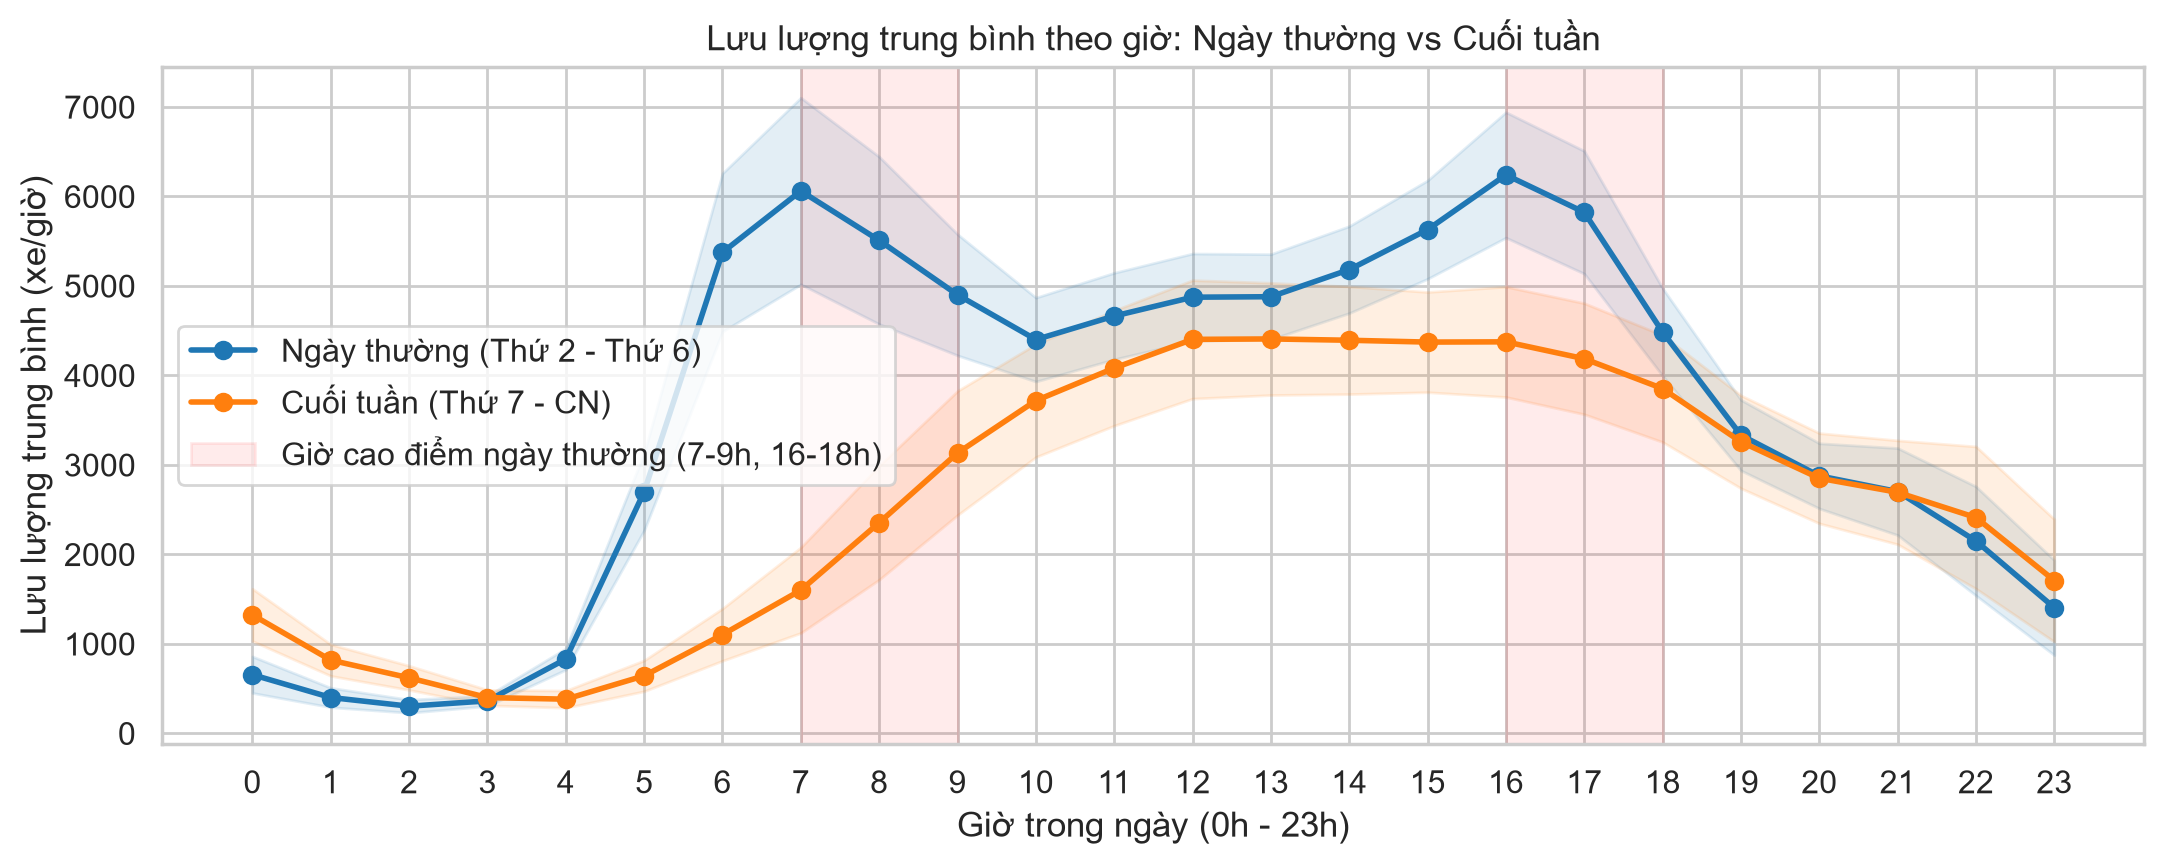 Lưu lượng trung bình theo giờ: Ngày thường vs Cuối tuần
Lưu lượng trung bình (xe/giờ)
7000
6000
5000
4000
3000
2000
1000
0
Ngày thường (Thứ 2 - Thứ 6)
Cuối tuần (Thứ 7 - CN)
Giờ cao điểm ngày thường (7-9h, 16-18h)
0 1 2 3 4 5 6 7 8 9 10 11 12 13 14 15 16 17 18 19 20 21 22 23
Giờ trong ngày (0h - 23h)